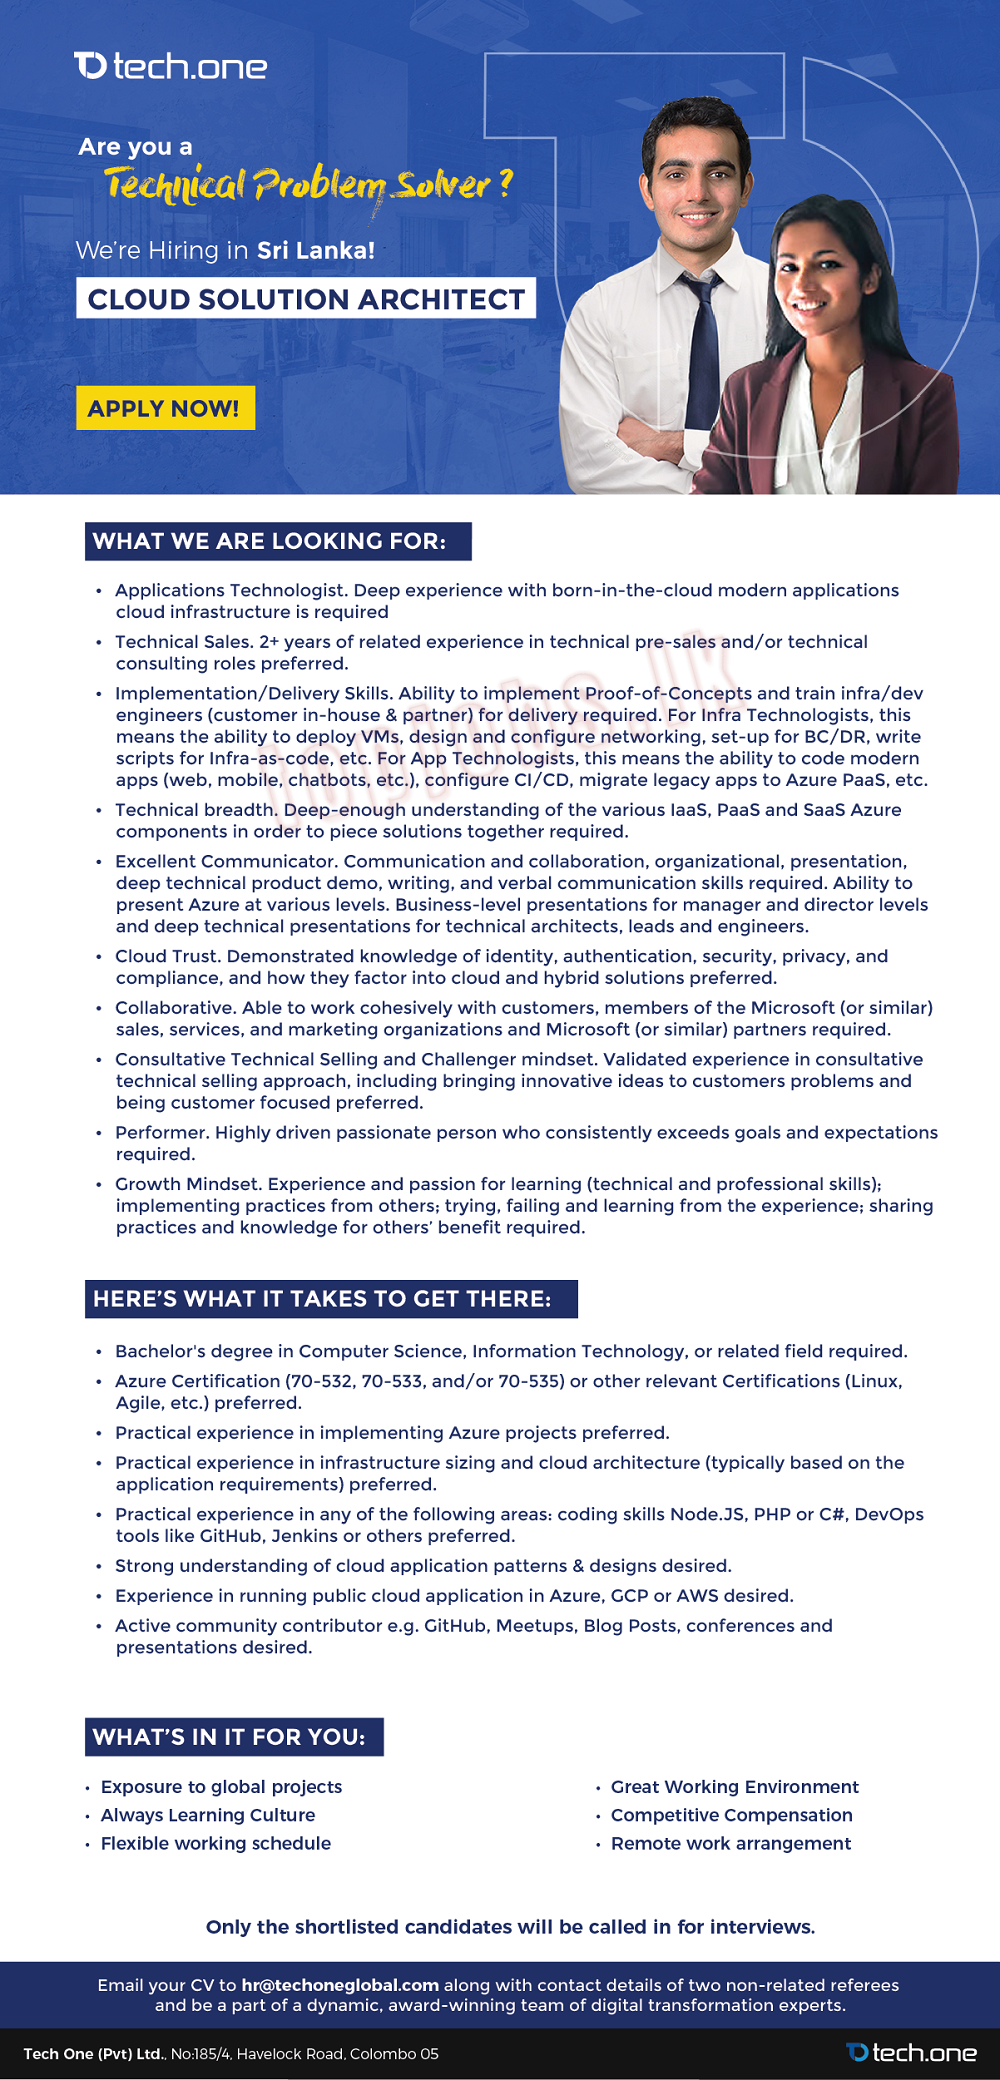 tech.one
Are you a
Technical Problem Solver ?
We're Hiring in Sri Lanka!
CLOUD SOLUTION ARCHITECT
APPLY NOW!
WHAT WE ARE LOOKING FOR:
• Applications Technologist. Deep experience with born-in-the-cloud modern applications
cloud infrastructure is required
• Technical Sales. 2+ years of related experience in technical pre-sales and/or technical
consulting roles preferred.
• Implementation/Delivery Skills. Ability to implement Proof-of-Concepts and train infra/dev
engineers (customer in-house & partner) for delivery required. For Infra Technologists, this
means the ability to deploy VMs, design and configure networking, set-up for BC/DR, write
scripts for Infra-as-code, etc. For App Technologists, this means the ability to code modern
apps (web, mobile, chatbots, etc.), configure CI/CD, migrate legacy apps to Azure PaaS, etc.
• Technical breadth. Deep-enough understanding of the various IaaS, PaaS and SaaS Azure
components in order to piece solutions together required.
• Excellent Communicator. Communication and collaboration, organizational, presentation,
deep technical product demo, writing, and verbal communication skills required. Ability to
present Azure at various levels. Business-level presentations for manager and director levels
and deep technical presentations for technical architects, leads and engineers.
• Cloud Trust. Demonstrated knowledge of identity, authentication, security, privacy, and
compliance, and how they factor into cloud and hybrid solutions preferred.
• Collaborative. Able to work cohesively with customers, members of the Microsoft (or similar)
sales, services, and marketing organizations and Microsoft (or similar) partners required.
• Consultative Technical Selling and Challenger mindset. Validated experience in consultative
technical selling approach, including bringing innovative ideas to customers problems and
being customer focused preferred.
• Performer. Highly driven passionate person who consistently exceeds goals and expectations
required.
• Growth Mindset. Experience and passion for learning (technical and professional skills);
implementing practices from others; trying, failing and learning from the experience; sharing
practices and knowledge for others' benefit required.
topjobs.lk
HERE'S WHAT IT TAKES TO GET THERE:
• Bachelor's degree in Computer Science, Information Technology, or related field required.
• Azure Certification (70-532, 70-533, and/or 70-535) or other relevant Certifications (Linux,
Agile, etc.) preferred.
• Practical experience in implementing Azure projects preferred.
• Practical experience in infrastructure sizing and cloud architecture (typically based on the
application requirements) preferred.
• Practical experience in any of the following areas: coding skills Node.JS, PHP or C#, DevOps
tools like GitHub, Jenkins or others preferred.
• Strong understanding of cloud application patterns & designs desired.
• Experience in running public cloud application in Azure, GCP or AWS desired.
• Active community contributor e.g. GitHub, Meetups, Blog Posts, conferences and
presentations desired.
WHAT'S IN IT FOR YOU:
• Exposure to global projects
• Always Learning Culture
• Flexible working schedule
• Great Working Environment
• Competitive Compensation
• Remote work arrangement
Only the shortlisted candidates will be called in for interviews.
Email your CV to hr@techoneglobal.com along with contact details of two non-related referees
and be a part of a dynamic, award-winning team of digital transformation experts.
Tech One (Pvt) Ltd., No:185/4, Havelock Road, Colombo 05
tech.one